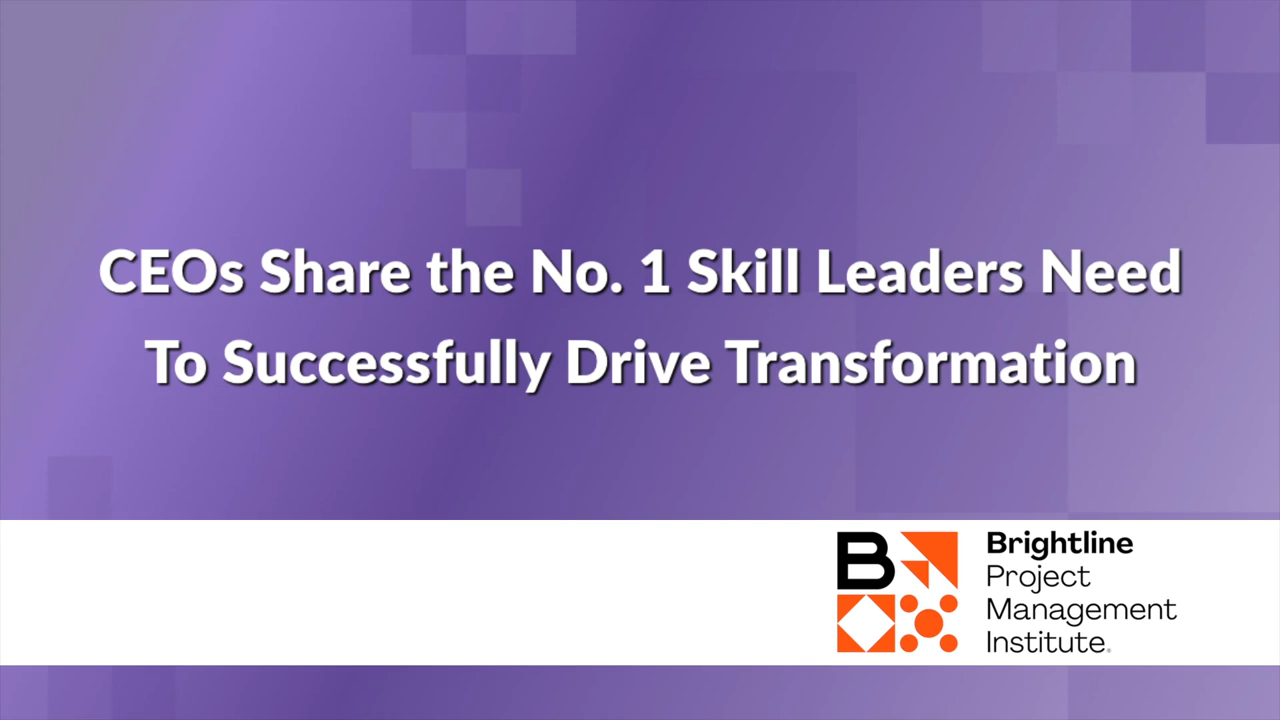 CEOs Share the No. 1 Skill Leaders Need
To Successfully Drive Transformation
B
Brightline
Project
Management
Institute®